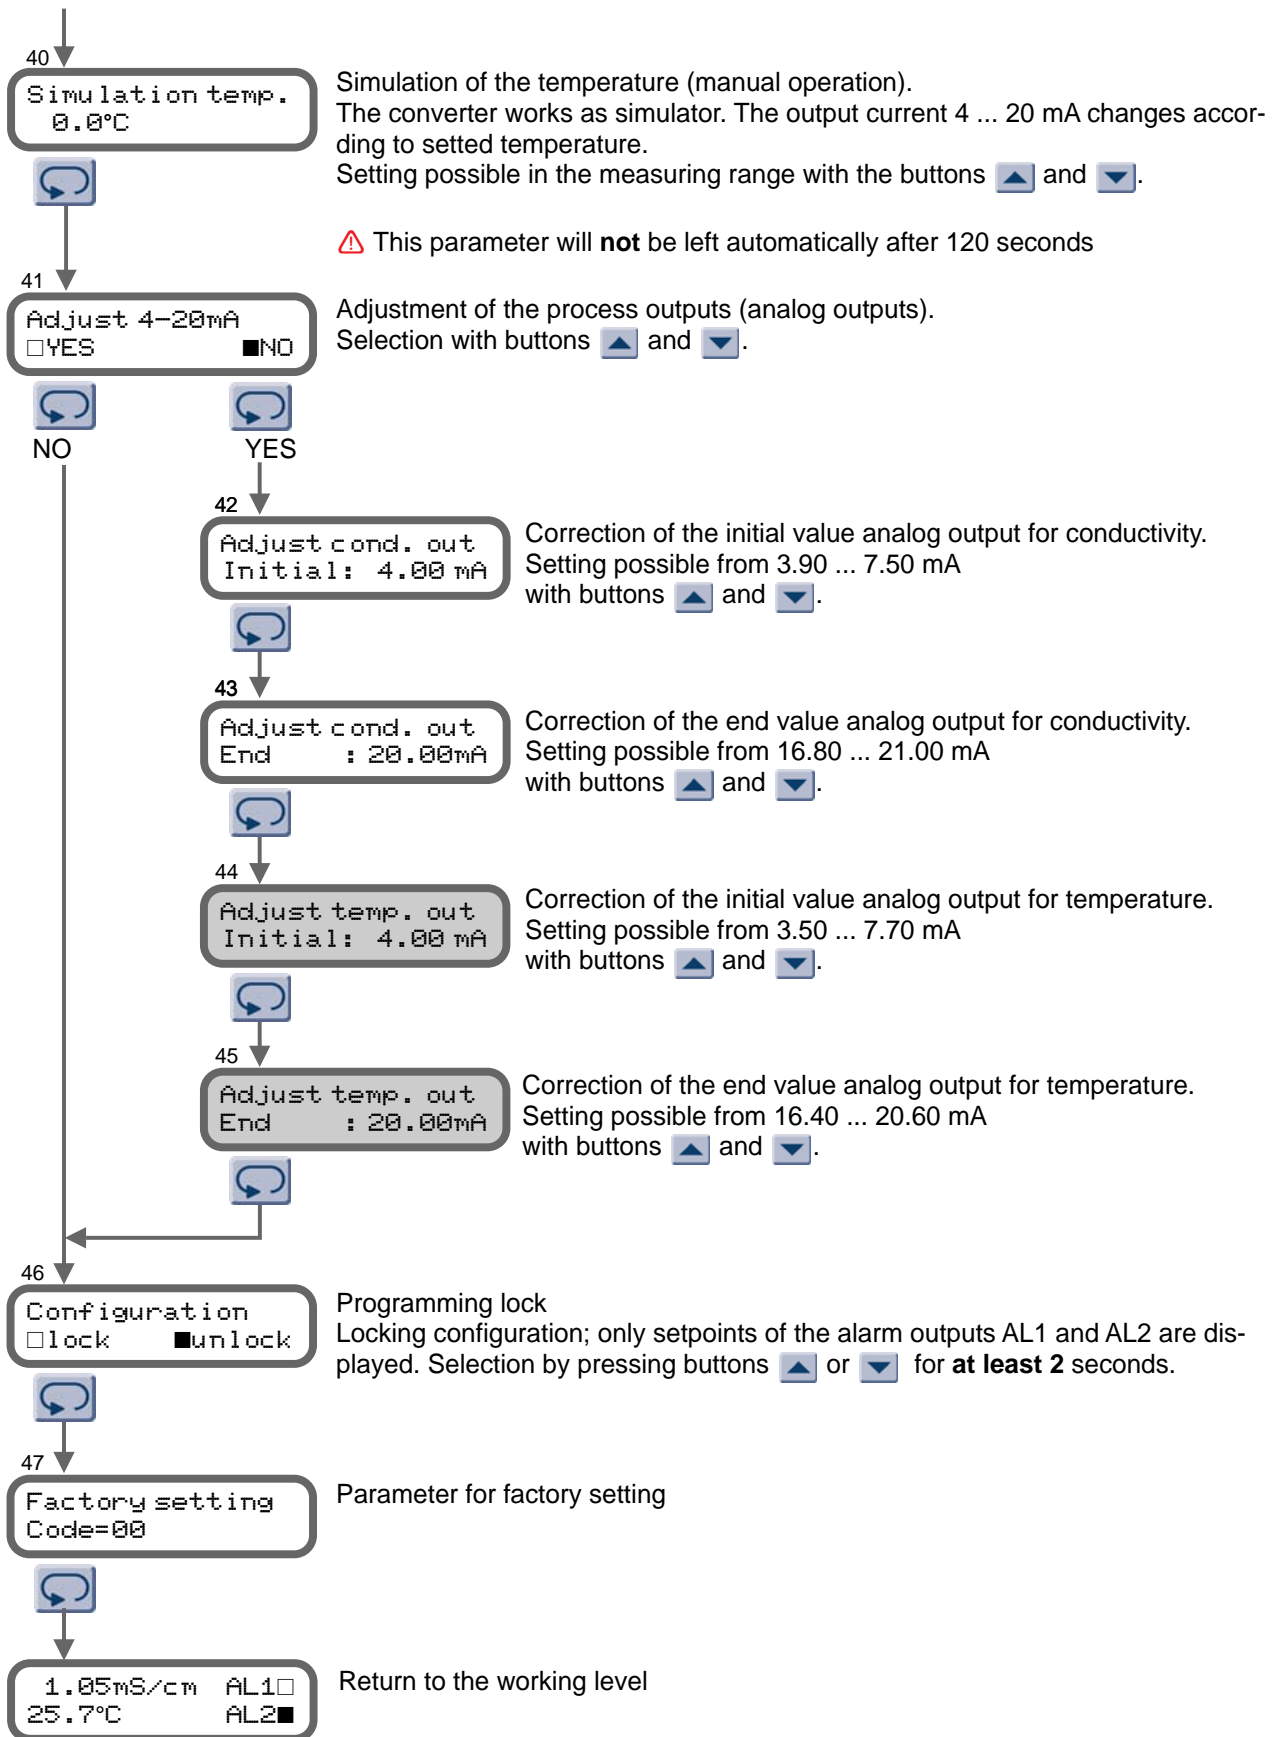 40
Simulation temp.
0.0°C
Simulation of the temperature (manual operation).
The converter works as simulator. The output current 4 ... 20 mA changes accor-
ding to setted temperature.
Setting possible in the measuring range with the buttons and .
This parameter will not be left automatically after 120 seconds
41
Adjust 4-20mA
□YES ■NO
Adjustment of the process outputs (analog outputs).
Selection with buttons and .
NO YES
42
Adjust cond. out
Initial: 4.00 mA
Correction of the initial value analog output for conductivity.
Setting possible from 3.90 ... 7.50 mA
with buttons and .
43
Adjust cond. out
End : 20.00mA
Correction of the end value analog output for conductivity.
Setting possible from 16.80 ... 21.00 mA
with buttons and .
44
Adjust temp. out
Initial: 4.00 mA
Correction of the initial value analog output for temperature.
Setting possible from 3.50 ... 7.70 mA
with buttons and .
45
Adjust temp. out
End : 20.00mA
Correction of the end value analog output for temperature.
Setting possible from 16.40 ... 20.60 mA
with buttons and .
46
Configuration
□lock ■unlock
Programming lock
Locking configuration; only setpoints of the alarm outputs AL1 and AL2 are dis-
played. Selection by pressing buttons or for at least 2 seconds.
47
Factory setting
Code=00
Parameter for factory setting
1.05mS/cm AL1□
25.7°C AL2■
Return to the working level